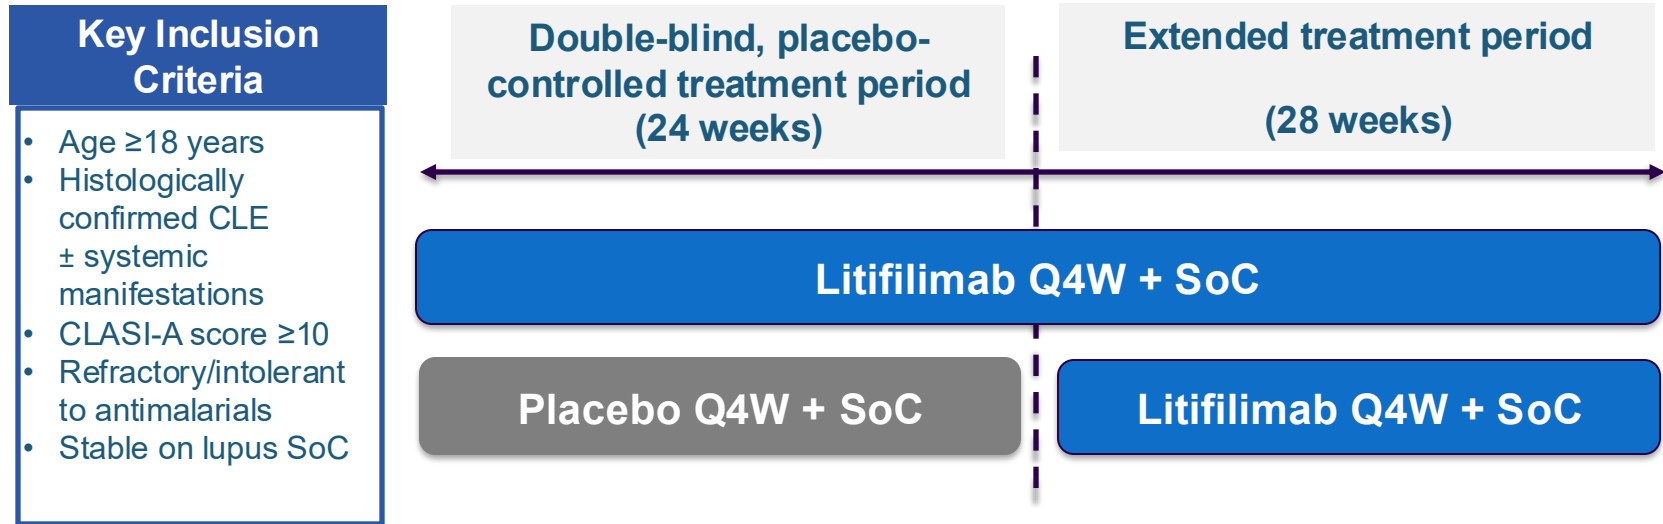 Key Inclusion
Criteria
• Age ≥18 years
• Histologically
confirmed CLE
± systemic
manifestations
• CLASI-A score ≥10
• Refractory/intolerant
to antimalarials
• Stable on lupus SoC
Double-blind, placebo-
controlled treatment period
(24 weeks)
Extended treatment period
(28 weeks)
Litifilimab Q4W + SoC
Placebo Q4W + SoC
Litifilimab Q4W + SoC